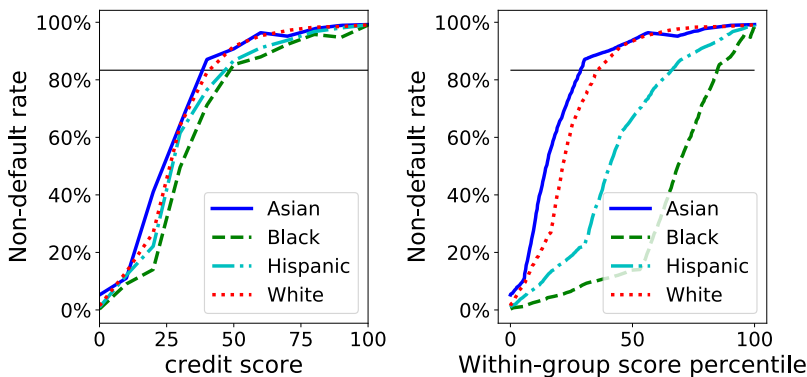 100%
80%
60%
40%
20%
0%
Non-default rate
Asian
Black
Hispanic
White
0 25 50 75 100
credit score
100%
80%
60%
40%
20%
0%
Non-default rate
Asian
Black
Hispanic
White
0 50 100
Within-group score percentile